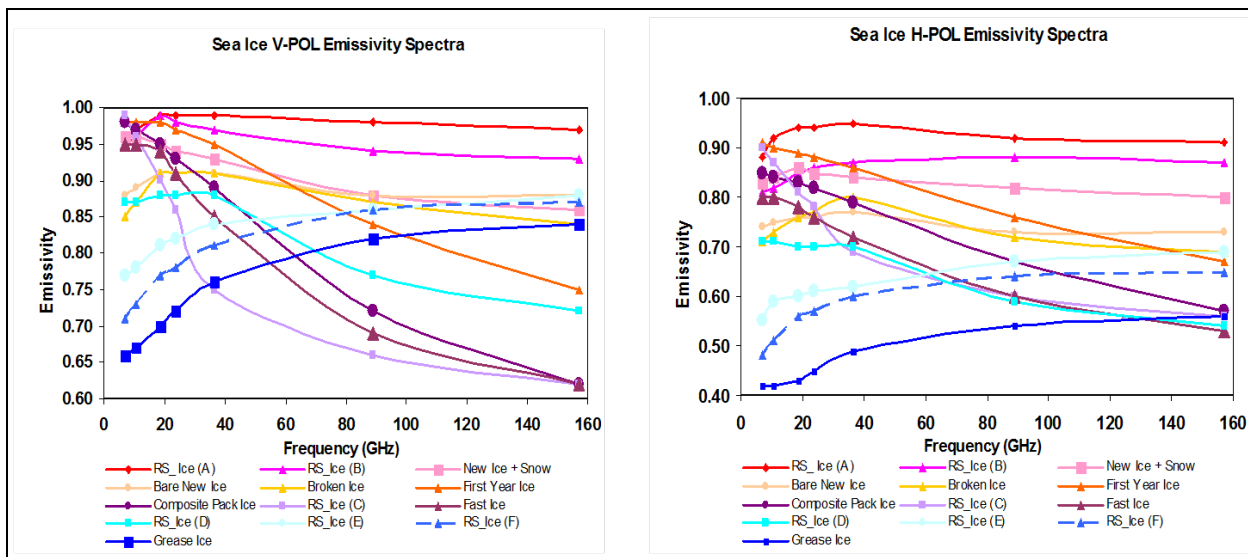 Sea Ice V-POL Emissivity Spectra
Emissivity
1.00
0.95
0.90
0.85
0.80
0.75
0.70
0.65
0.60
0 20 40 60 80 100 120 140 160
Frequency (GHz)
RS_Ice (A) RS_Ice (B) New Ice + Snow
Bare New Ice Broken Ice First Year Ice
Composite Pack Ice RS_Ice (C) Fast Ice
RS_Ice (D) RS_Ice (E) RS_Ice (F)
Grease Ice
Sea Ice H-POL Emissivity Spectra
Emissivity
1.00
0.90
0.80
0.70
0.60
0.50
0.40
0 20 40 60 80 100 120 140 160
Frequency (GHz)
RS_Ice (A) RS_Ice (B) New Ice + Snow
Bare New Ice Broken Ice First Year Ice
Composite Pack Ice RS_Ice (C) Fast Ice
RS_Ice (D) RS_Ice (E) RS_Ice (F)
Grease Ice